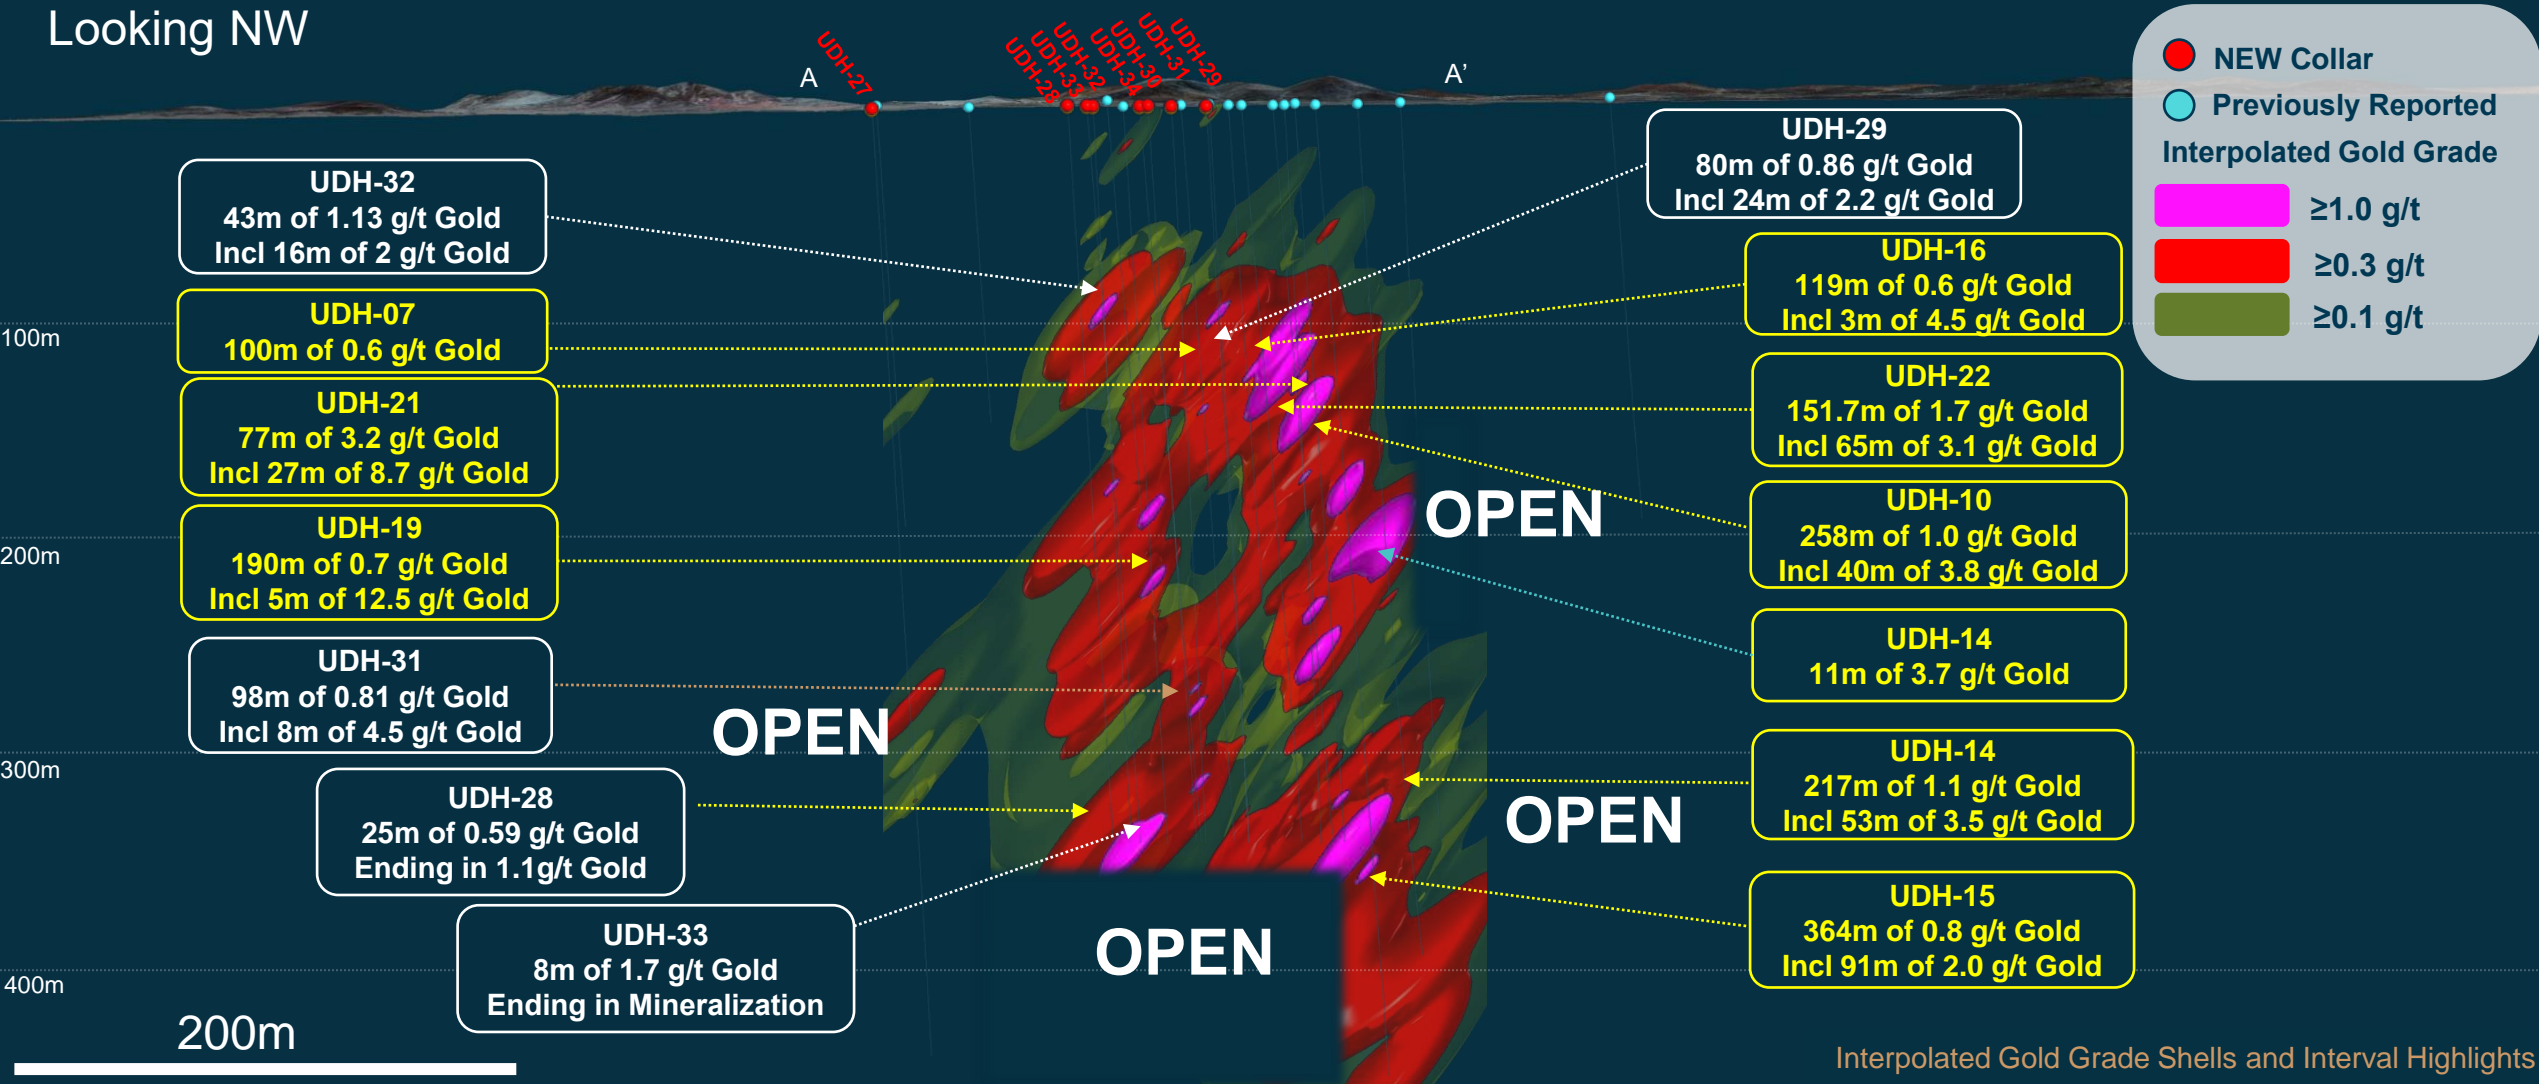 Looking NW
A
A’
UDH-27
UDH-28
UDH-33
UDH-32
UDH-34
UDH-30
UDH-31
UDH-29
NEW Collar
Previously Reported
Interpolated Gold Grade
≥1.0 g/t
≥0.3 g/t
≥0.1 g/t
UDH-32
43m of 1.13 g/t Gold
Incl 16m of 2 g/t Gold
UDH-07
100m of 0.6 g/t Gold
UDH-21
77m of 3.2 g/t Gold
Incl 27m of 8.7 g/t Gold
UDH-19
190m of 0.7 g/t Gold
Incl 5m of 12.5 g/t Gold
UDH-31
98m of 0.81 g/t Gold
Incl 8m of 4.5 g/t Gold
UDH-28
25m of 0.59 g/t Gold
Ending in 1.1g/t Gold
UDH-33
8m of 1.7 g/t Gold
Ending in Mineralization
UDH-29
80m of 0.86 g/t Gold
Incl 24m of 2.2 g/t Gold
UDH-16
119m of 0.6 g/t Gold
Incl 3m of 4.5 g/t Gold
UDH-22
151.7m of 1.7 g/t Gold
Incl 65m of 3.1 g/t Gold
UDH-10
258m of 1.0 g/t Gold
Incl 40m of 3.8 g/t Gold
UDH-14
11m of 3.7 g/t Gold
UDH-14
217m of 1.1 g/t Gold
Incl 53m of 3.5 g/t Gold
UDH-15
364m of 0.8 g/t Gold
Incl 91m of 2.0 g/t Gold
OPEN
OPEN
OPEN
OPEN
100m
200m
300m
400m
200m
Interpolated Gold Grade Shells and Interval Highlights